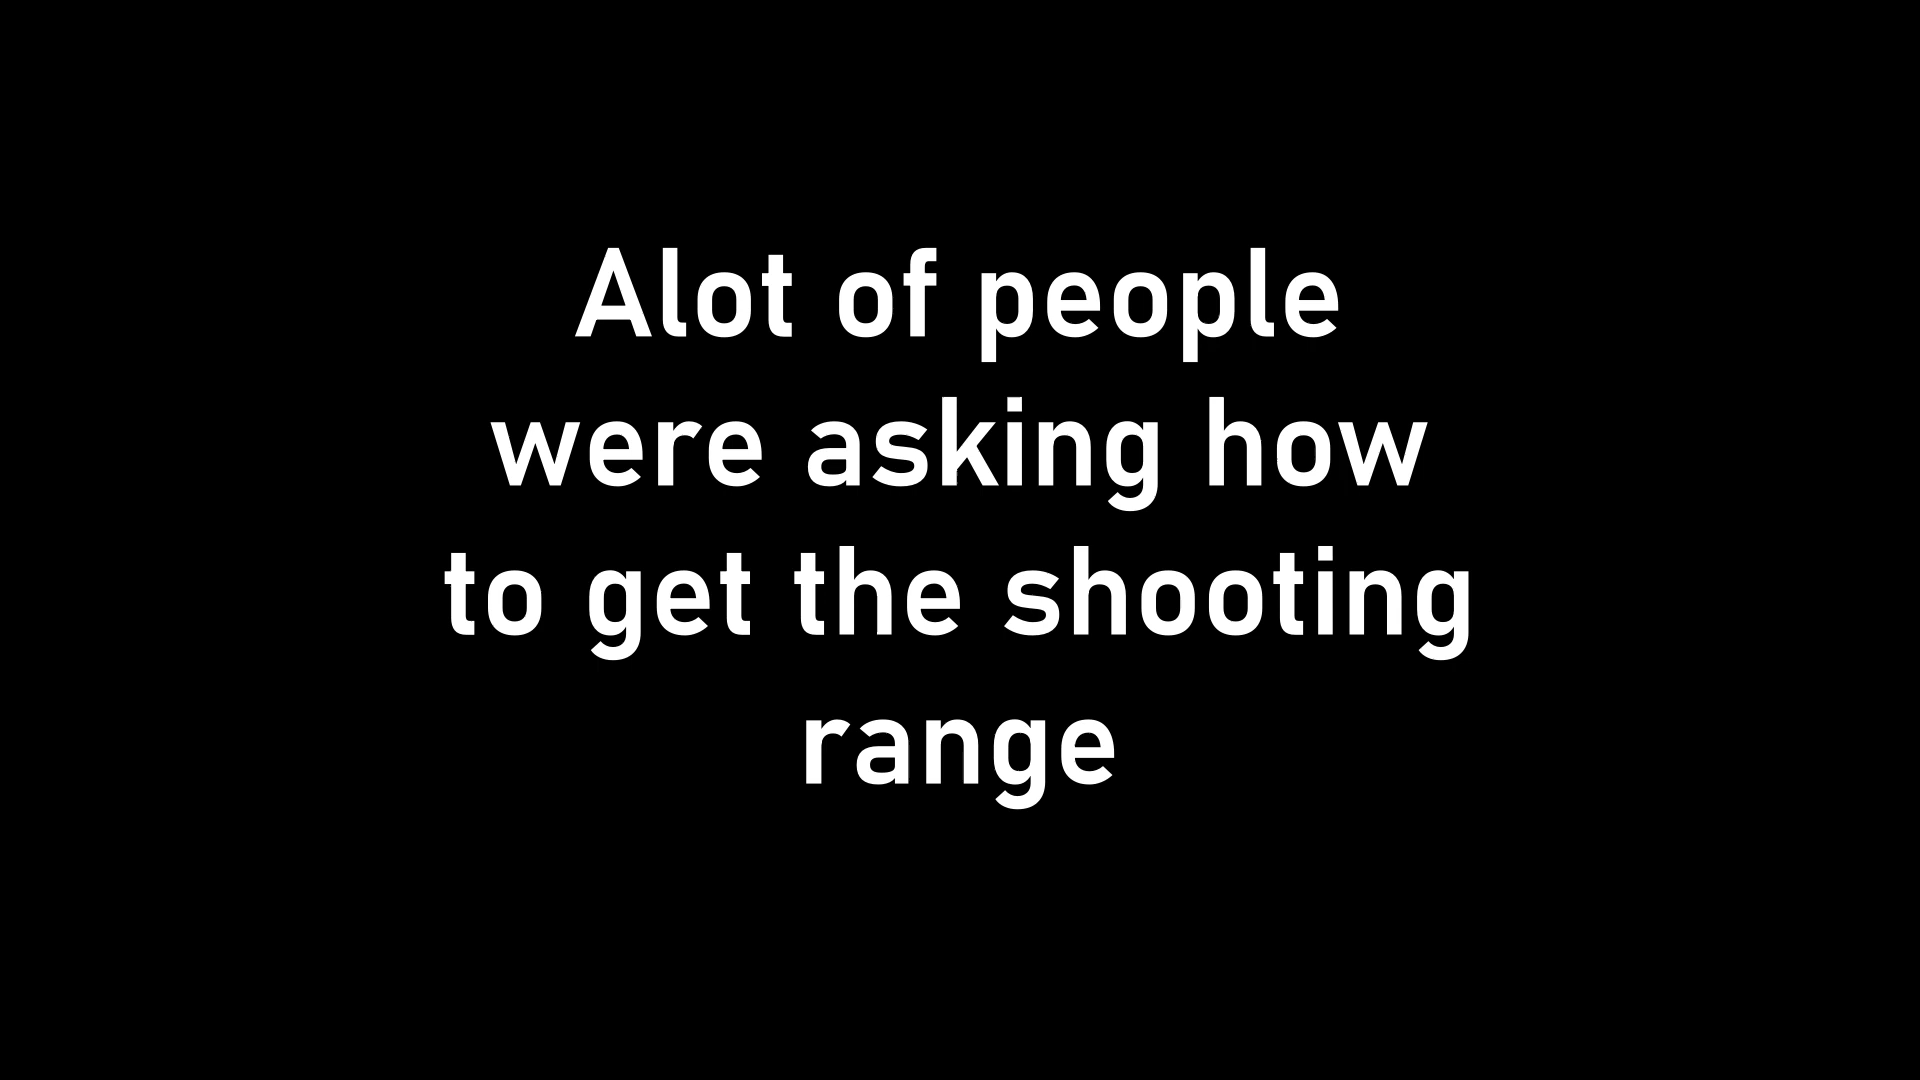 Alot of people
were asking how
to get the shooting
range